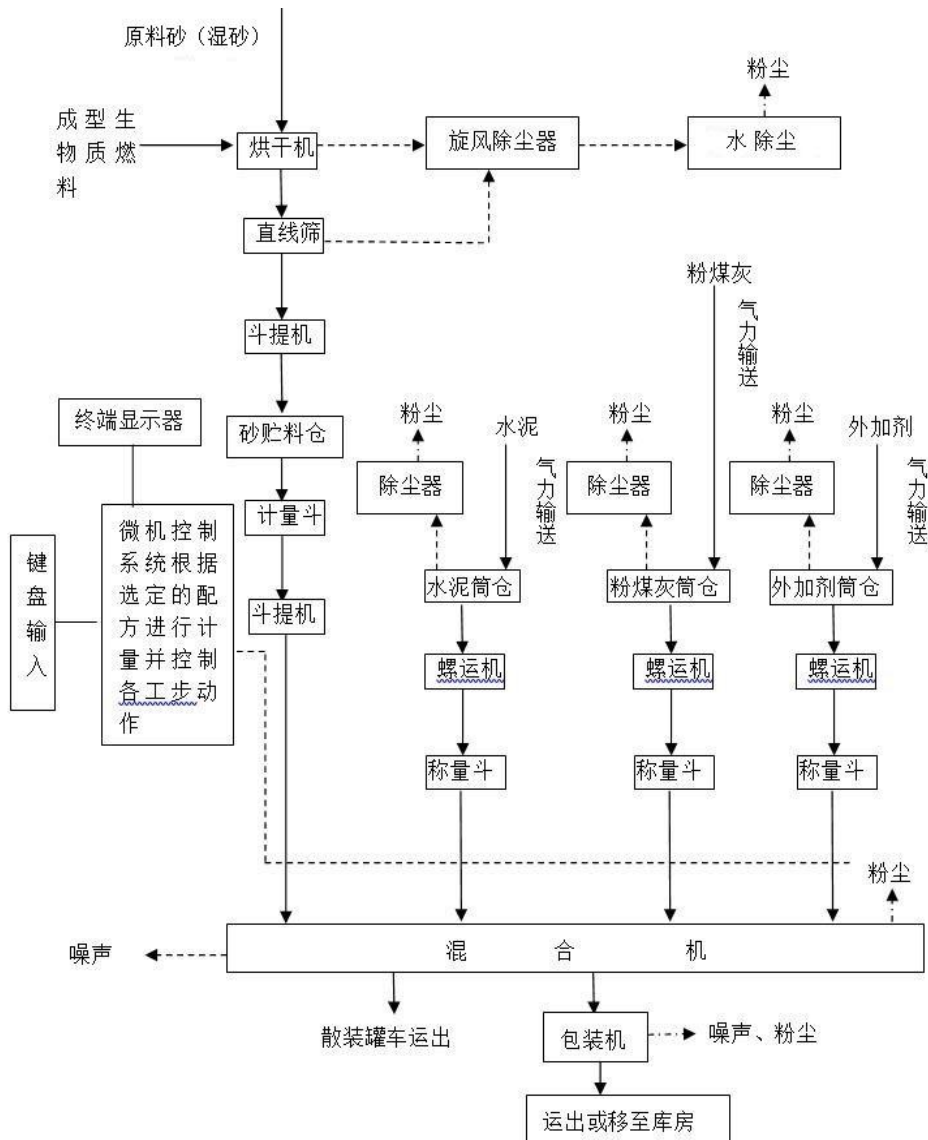 原料砂（湿砂）
粉尘
成型生
物质燃
料
烘干机
旋风除尘器
水 除尘
直线筛
粉煤灰
气力输送
斗提机
终端显示器
砂贮料仓
粉尘
水泥
粉尘
粉尘
外加剂
除尘器
气力输送
除尘器
除尘器
气力输送
计量斗
键盘输入
微机控制
系统根据
选定的配
方进行计
量并控制
各工步动
作
水泥筒仓
粉煤灰筒仓
外加剂筒仓
斗提机
螺运机
螺运机
螺运机
称量斗
称量斗
称量斗
粉尘
噪声
混 合 机
散装罐车运出
包装机
噪声、粉尘
运出或移至库房